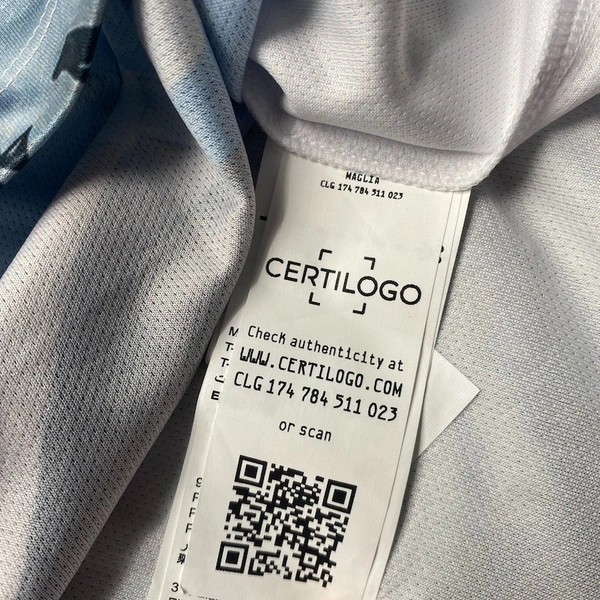 MAGLIA
CLG 174 784 511 023
CERTILOGO
Check authenticity at
WWW.CERTILOGO.COM
CLG 174 784 511 023
or scan